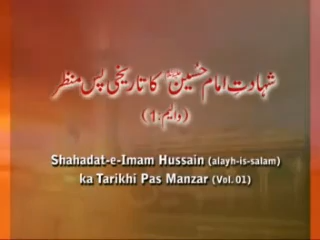 شہادتِ امام حُسین کا تاریخی پس منظر
(والیم:1)
Shahadat-e-Imam Hussain (alayh-is-salam)
ka Tarikhi Pas Manzar (Vol. 01)